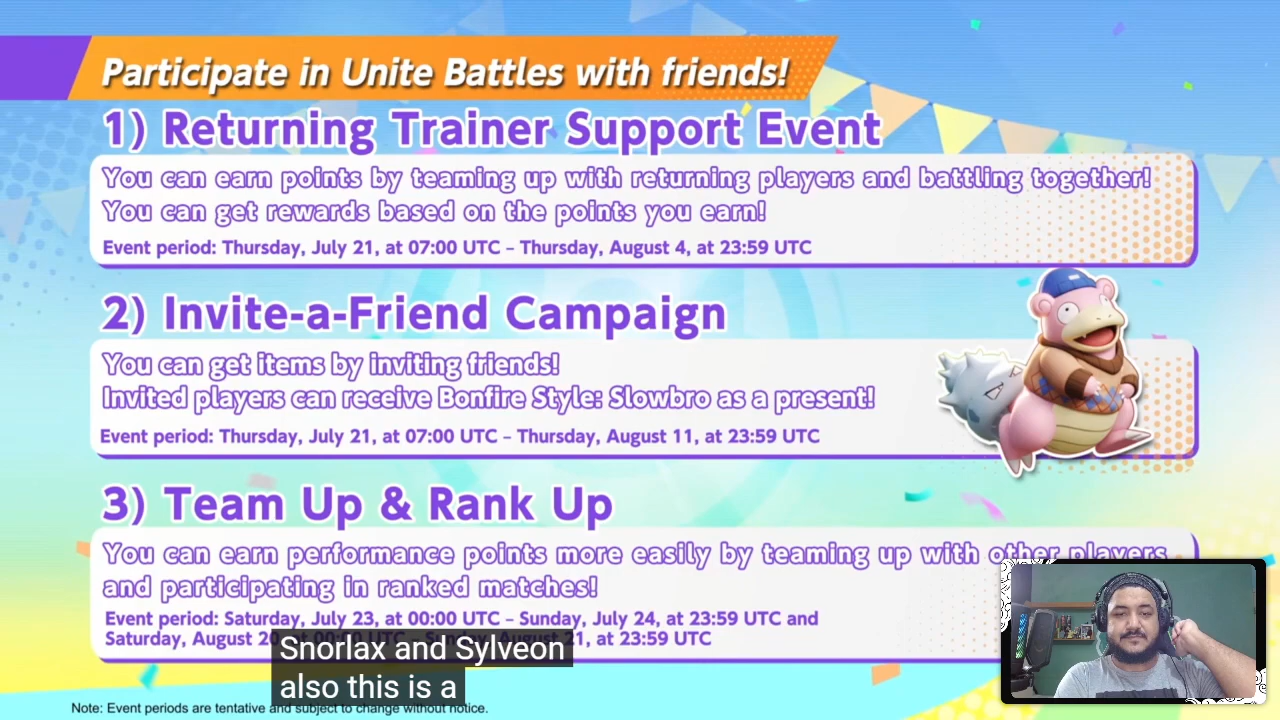 Participate in Unite Battles with friends!
1) Returning Trainer Support Event
You can earn points by teaming up with returning players and battling together!
You can get rewards based on the points you earn!
Event period: Thursday, July 21, at 07:00 UTC – Thursday, August 4, at 23:59 UTC
2) Invite-a-Friend Campaign
You can get items by inviting friends!
Invited players can receive Bonfire Style: Slowbro as a present!
Event period: Thursday, July 21, at 07:00 UTC – Thursday, August 11, at 23:59 UTC
3) Team Up & Rank Up
You can earn performance points more easily by teaming up with other players
and participating in ranked matches!
Event period: Saturday, July 23, at 00:00 UTC – Sunday, July 24, at 23:59 UTC and
Saturday, August 20, at 00:00 UTC – Sunday, August 21, at 23:59 UTC
Snorlax and Sylveon
also this is a
Note: Event periods are tentative and subject to change without notice.